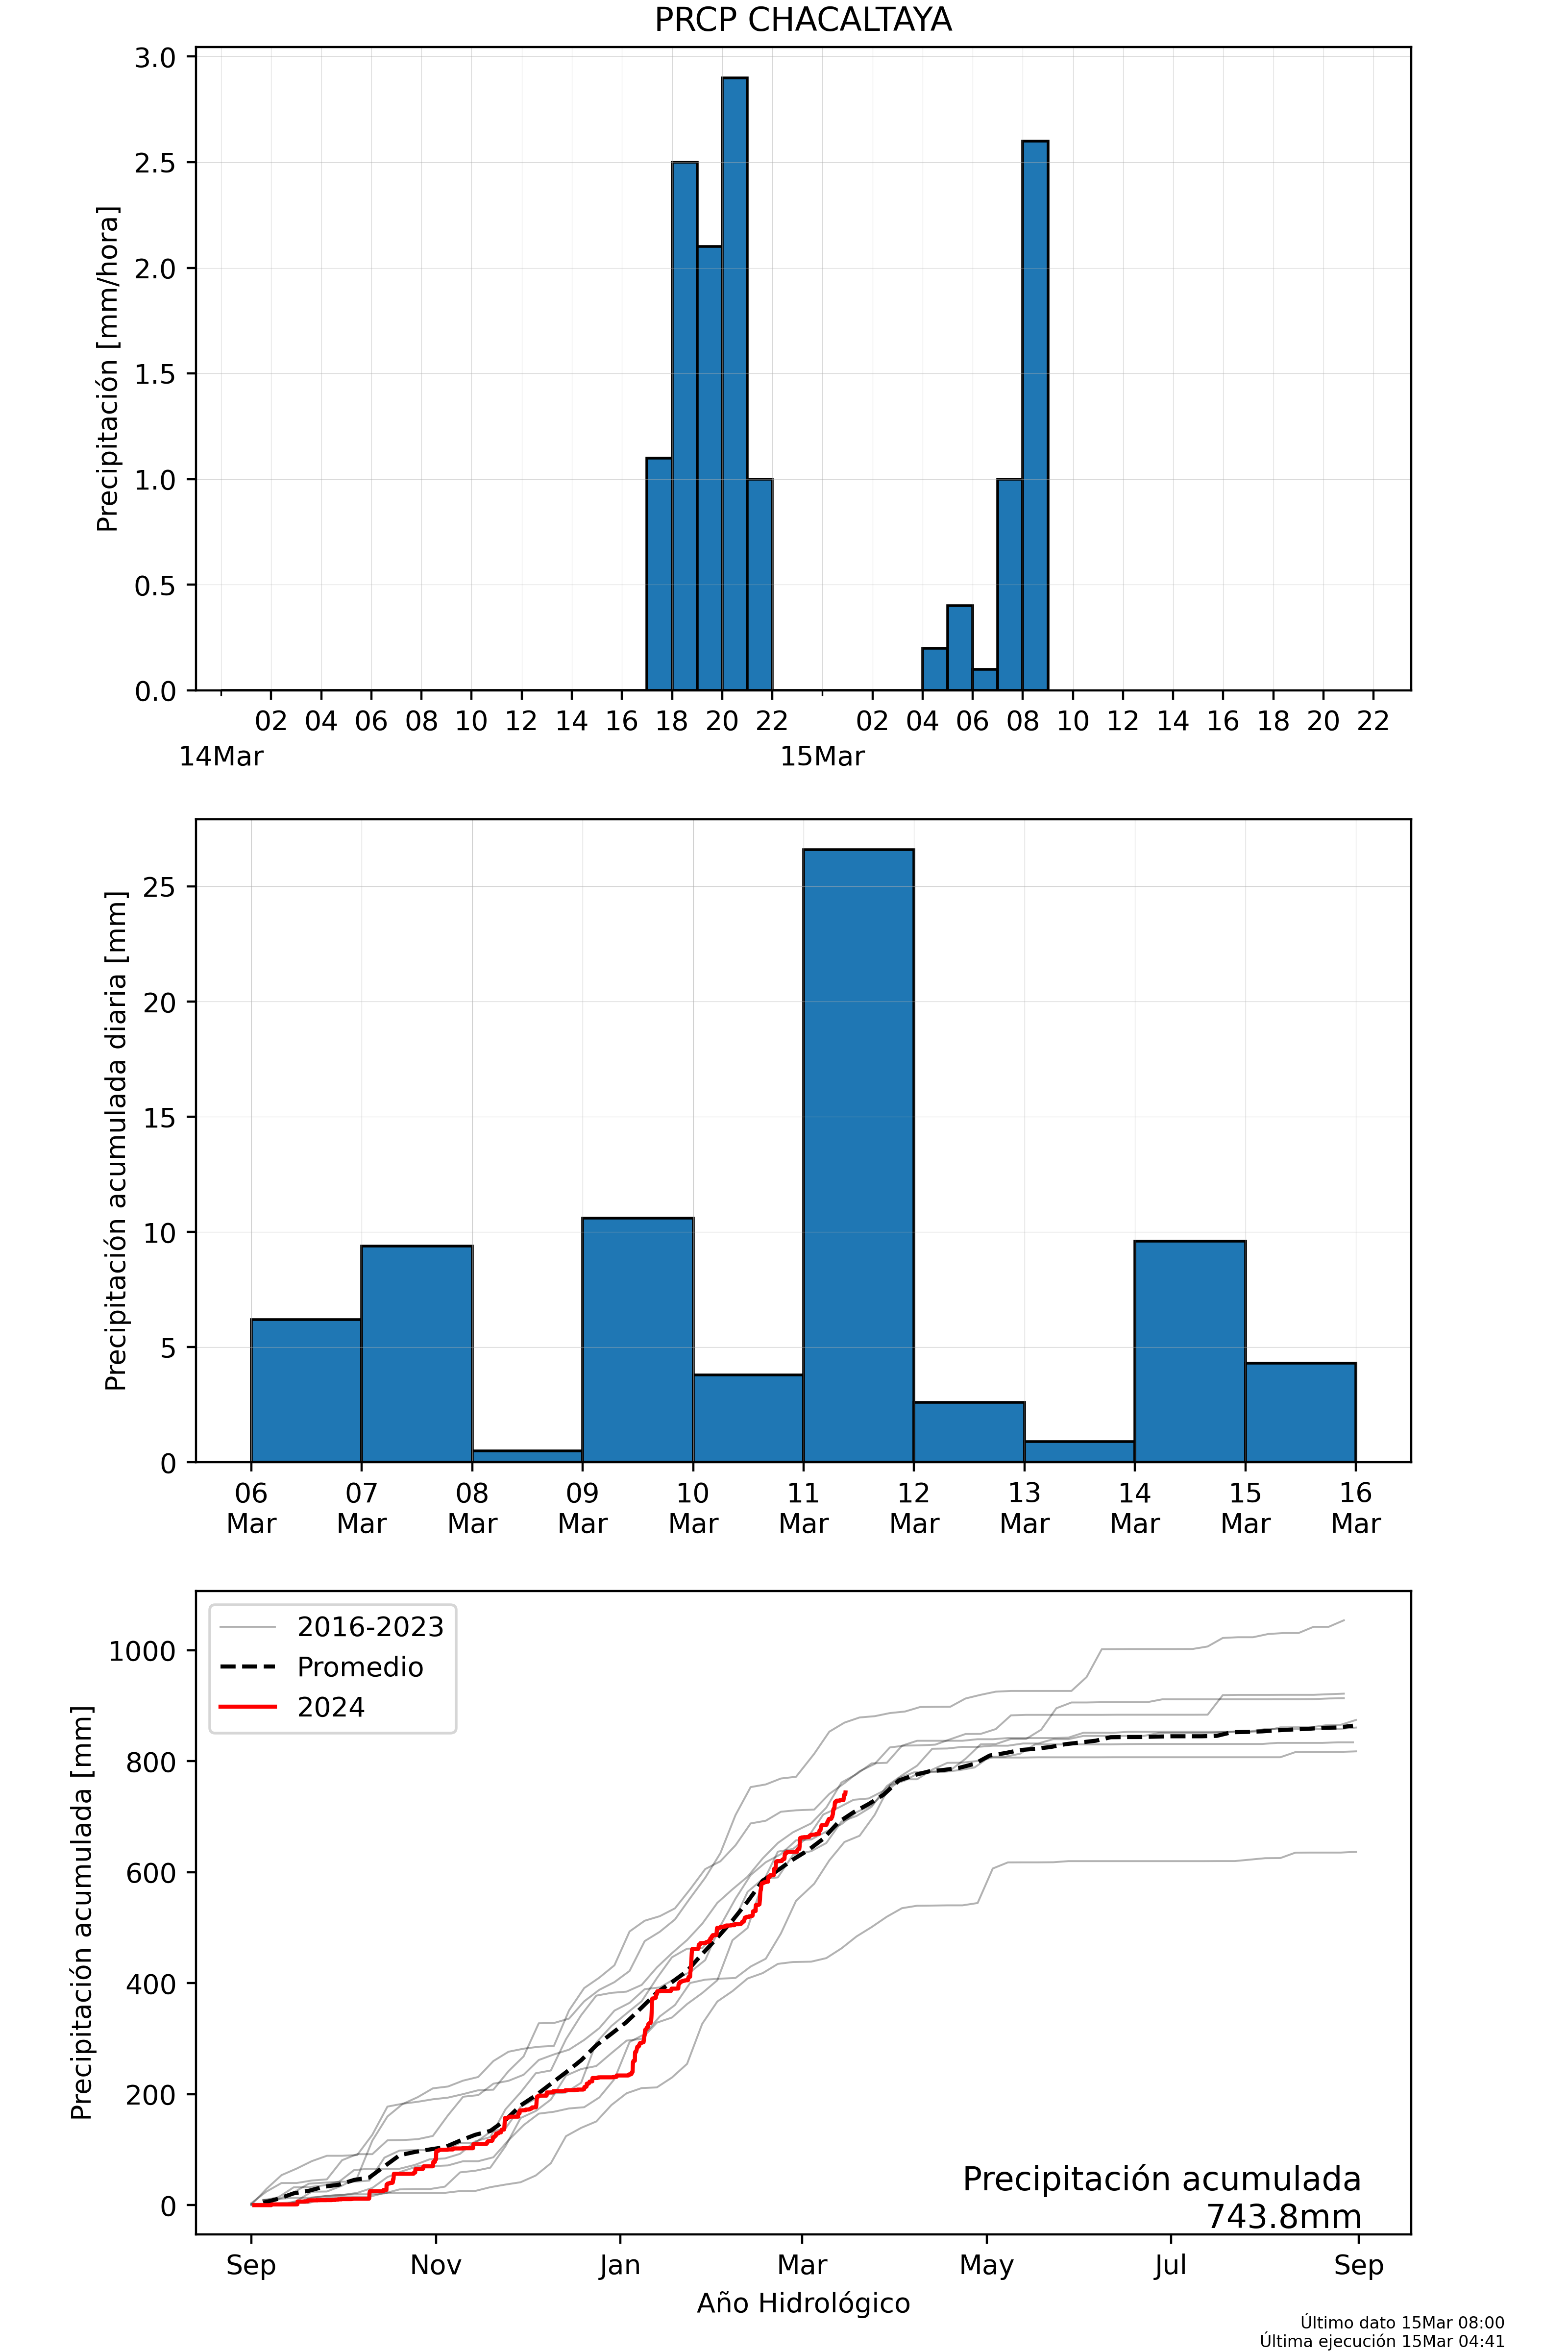 PRCP CHACALTAYA
Precipitación [mm/hora]
3.0
2.5
2.0
1.5
1.0
0.5
0.0
02 04 06 08 10 12 14 16 18 20 22 02 04 06 08 10 12 14 16 18 20 22
14Mar 15Mar
Precipitación acumulada diaria [mm]
25
20
15
10
5
0
06 07 08 09 10 11 12 13 14 15 16
Mar Mar Mar Mar Mar Mar Mar Mar Mar Mar Mar
Precipitación acumulada [mm]
1000
800
600
400
200
0
2016-2023
Promedio
2024
Precipitación acumulada
743.8mm
Sep Nov Jan Mar May Jul Sep
Año Hidrológico
Último dato 15Mar 08:00
Última ejecución 15Mar 04:41